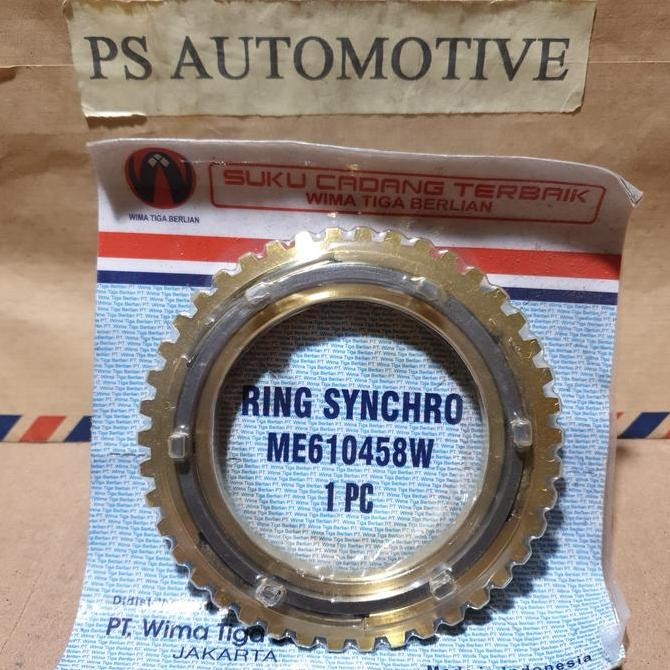 PS AUTOMOTIVE
SUKU CADANG TERBAIK
WIMA TIGA BERLIAN
WIMA TIGA BERLIAN
RING SYNCHRO
ME610458W
1 PC
PT. Wima Tiga
JAKARTA